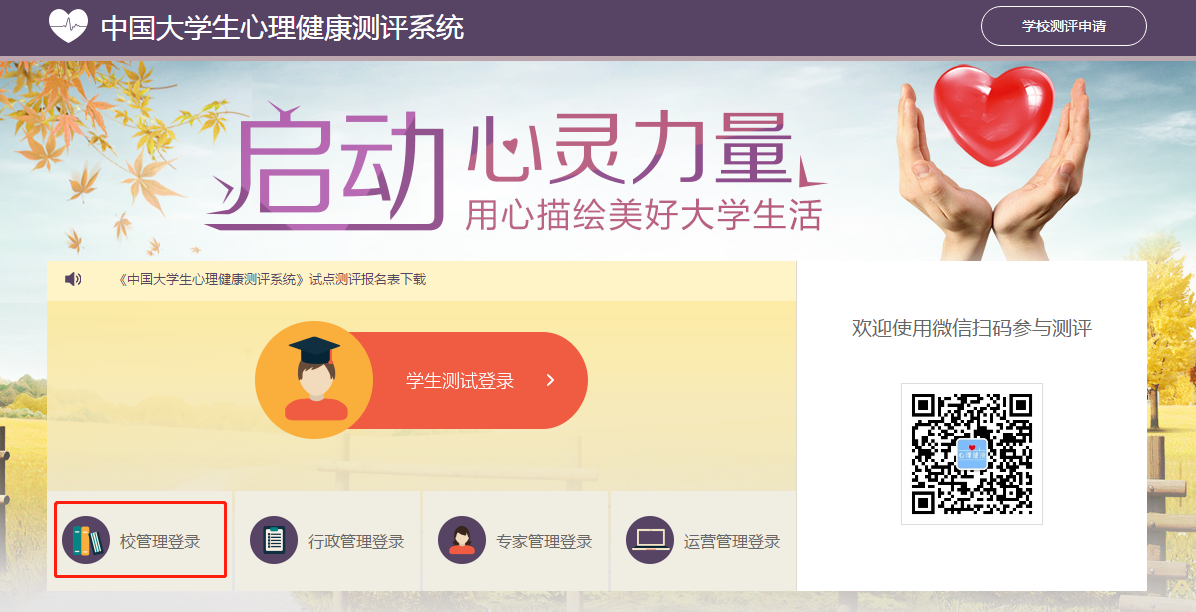 中国大学生心理健康测评系统
学校测评申请
启动心灵力量
用心描绘美好大学生活
《中国大学生心理健康测评系统》试点测评报名表下载
欢迎使用微信扫码参与测评
学生测试登录
心理健康
校管理登录
行政管理登录
专家管理登录
运营管理登录